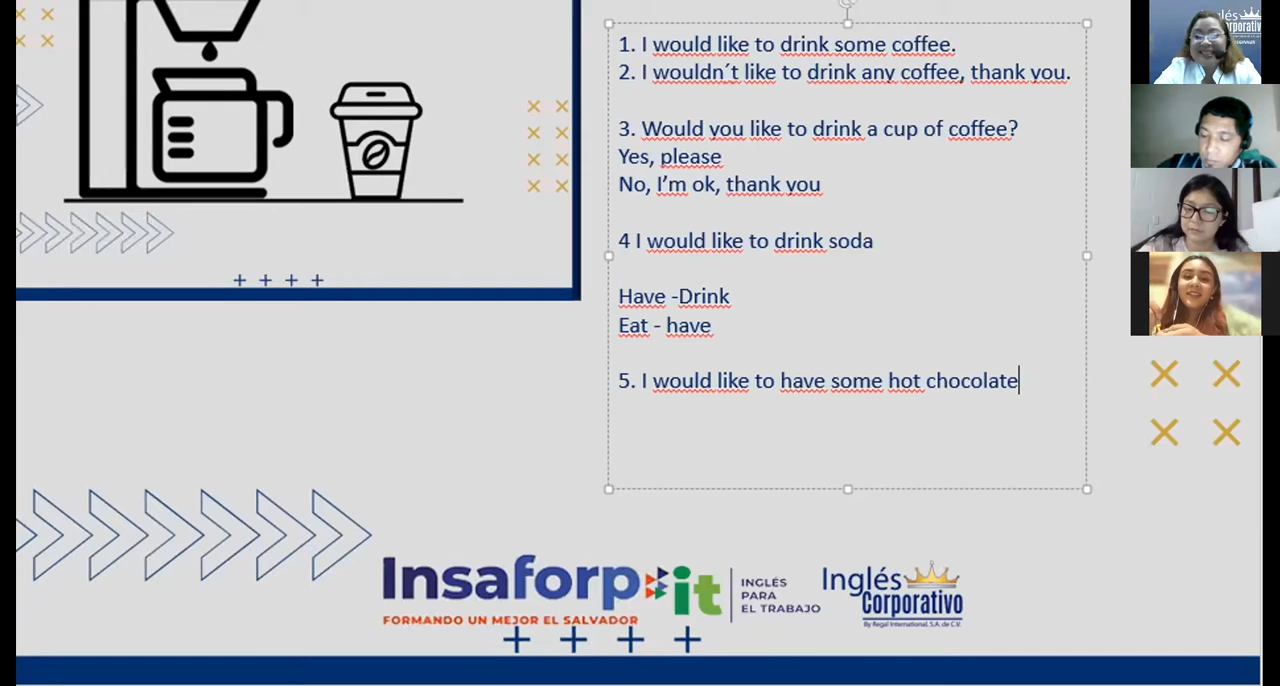 1. I would like to drink some coffee.
2. I wouldn´t like to drink any coffee, thank you.
3. Would you like to drink a cup of coffee?
Yes, please
No, I'm ok, thank you
4 I would like to drink soda
Have -Drink
Eat - have
5. I would like to have some hot chocolate
Insaforp it
FORMANDO UN MEJOR EL SALVADOR
INGLÉS
PARA
EL TRABAJO
Inglés
Corporativo
By Regal International, S.A. de C.V.